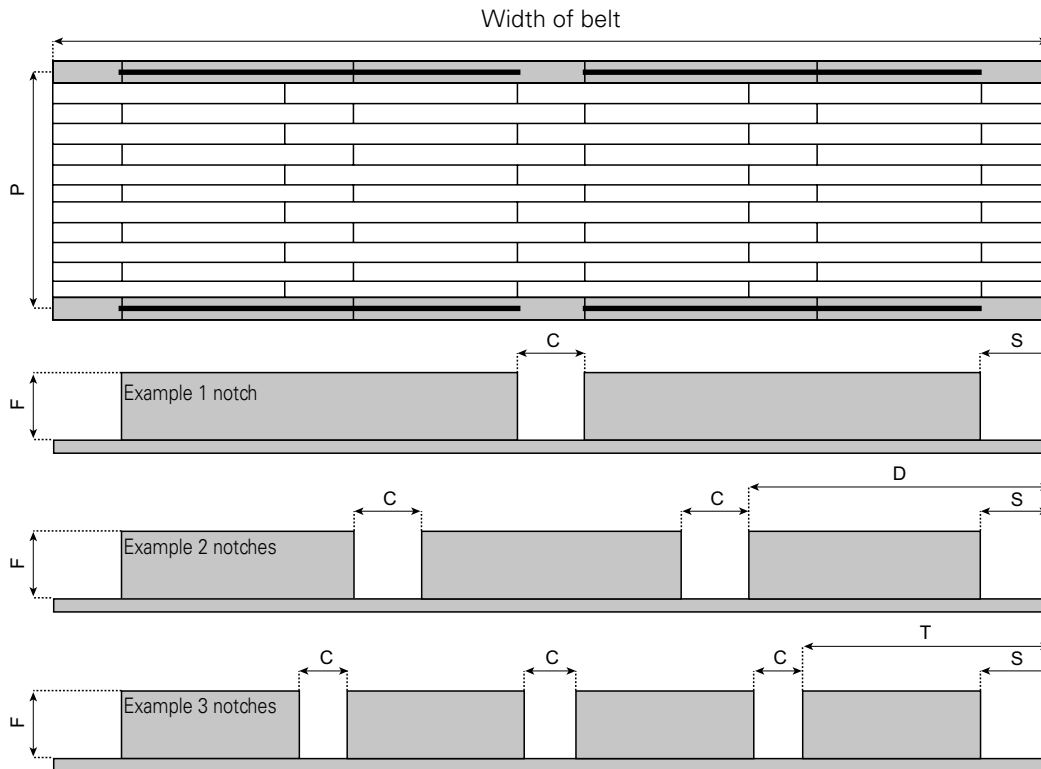 Width of belt
P
C
S
F
Example 1 notch
D
C
C
S
F
Example 2 notches
T
C
C
C
S
F
Example 3 notches